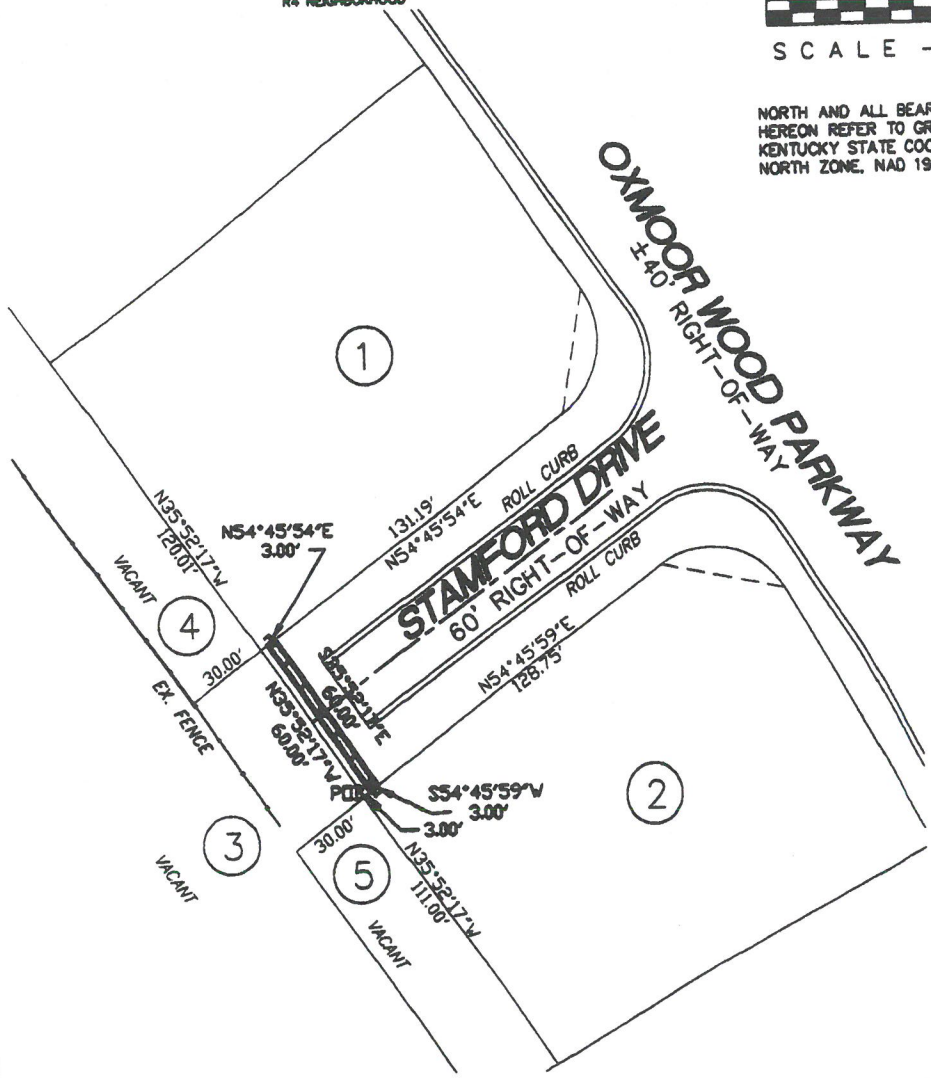 R4 NEIGHBORHOOD
SCALE -
NORTH AND ALL BEAR
HEREON REFER TO GR
KENTUCKY STATE COO
NORTH ZONE, NAD 19
OXMOOR WOOD PARKWAY
±40' RIGHT-OF-WAY
1
N35°52'17"W
120.01'
N54°45'54"E
3.00'
131.19'
N54°45'54"E
ROLL CURB
STAMFORD DRIVE
60' RIGHT-OF-WAY
ROLL CURB
VACANT
4
30.00'
EX. FENCE
N35°52'17"W
60.00'
60.00'
N54°45'59"E
128.75'
S54°45'59"W
3.00'
3.00'
2
30.00'
3
VACANT
5
N35°52'17"W
111.00'
VACANT